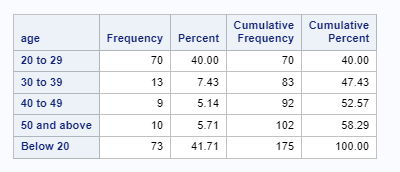 age Frequency Percent Cumulative Frequency Cumulative Percent
20 to 29 70 40.00 70 40.00
30 to 39 13 7.43 83 47.43
40 to 49 9 5.14 92 52.57
50 and above 10 5.71 102 58.29
Below 20 73 41.71 175 100.00